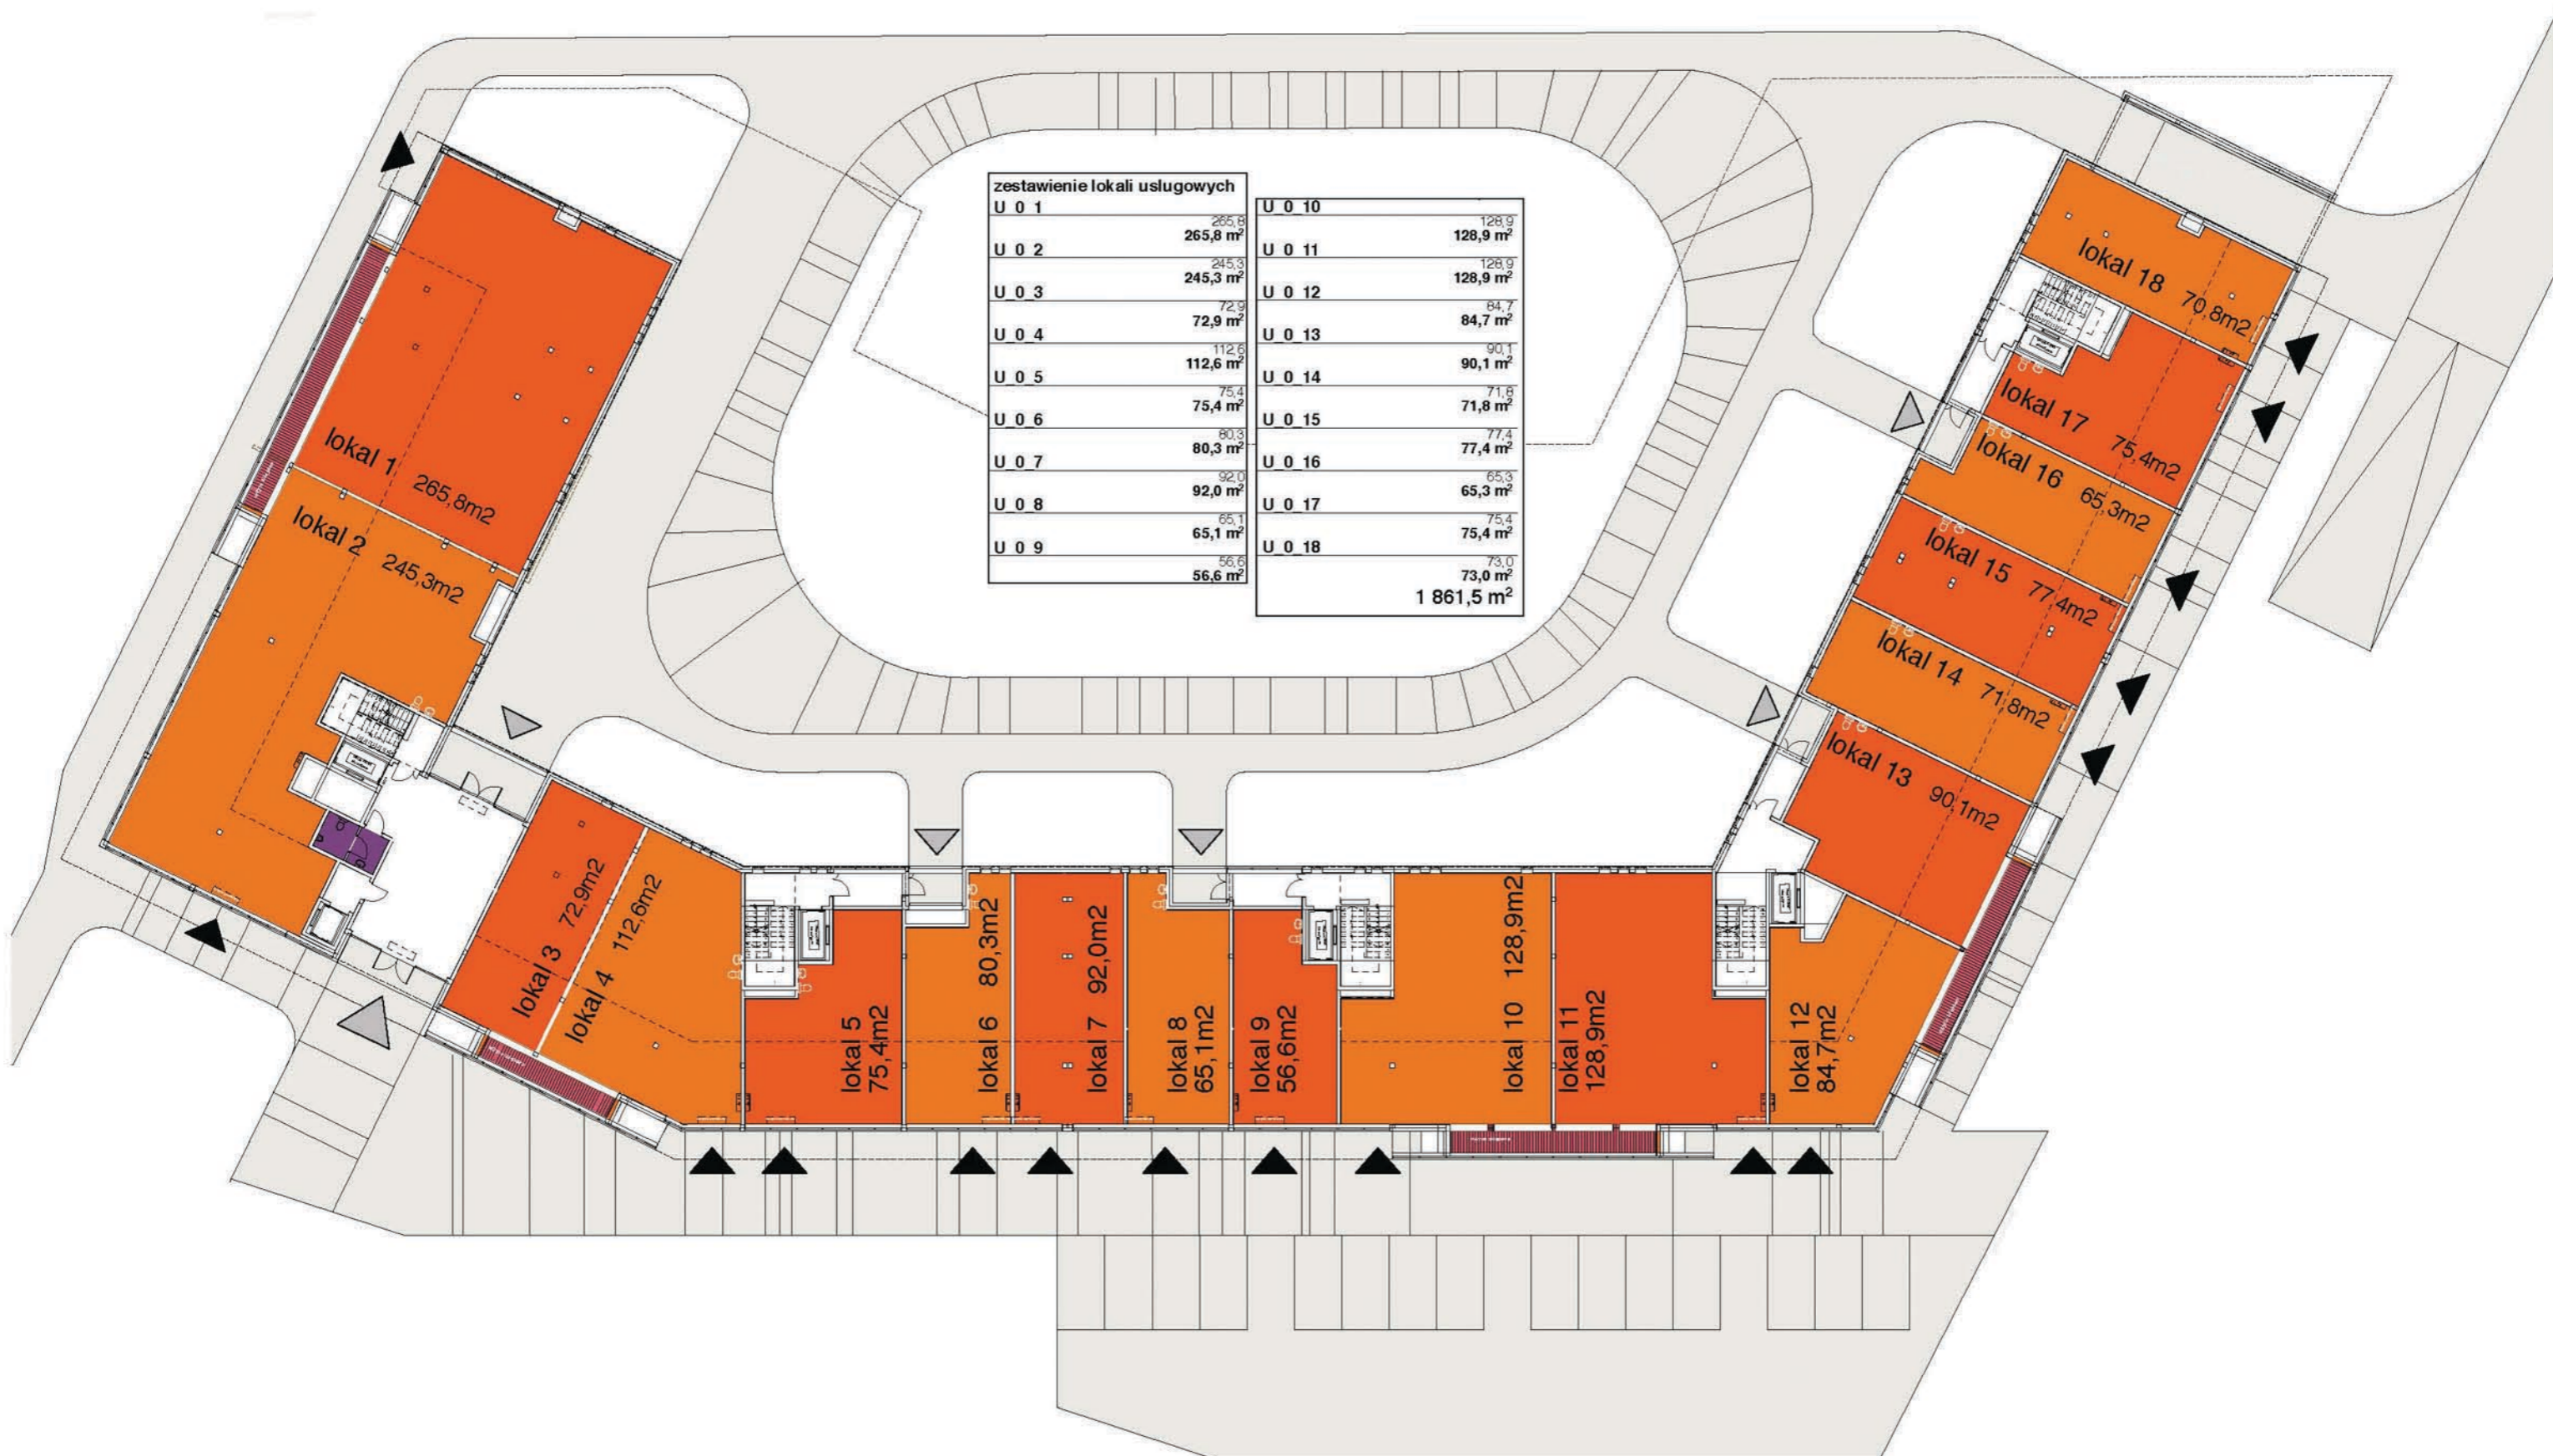 zestawienie lokali uslugowych
U_0_1
265,8
265,8 m²
U_0_2
245,3
245,3 m²
U_0_3
72,9
72,9 m²
U_0_4
112,6
112,6 m²
U_0_5
75,4
75,4 m²
U_0_6
80,3
80,3 m²
U_0_7
92,0
92,0 m²
U_0_8
65,1
65,1 m²
U_0_9
56,6
56,6 m²
U_0_10
128,9
128,9 m²
U_0_11
128,9
128,9 m²
U_0_12
84,7
84,7 m²
U_0_13
90,1
90,1 m²
U_0_14
71,8
71,8 m²
U_0_15
77,4
77,4 m²
U_0_16
65,3
65,3 m²
U_0_17
75,4
75,4 m²
U_0_18
73,0
73,0 m²
1 861,5 m²
lokal 1 265,8m2
lokal 2 245,3m2
lokal 3 72,9m2
lokal 4 112,6m2
lokal 5
75,4m2
lokal 6 80,3m2
lokal 7 92,0m2
lokal 8
65,1m2
lokal 9
56,6m2
lokal 10 128,9m2
lokal 11
128,9m2
lokal 12
84,7m2
lokal 13 90,1m2
lokal 14 71,8m2
lokal 15 77,4m2
lokal 16 65,3m2
lokal 17 75,4m2
lokal 18 70,8m2